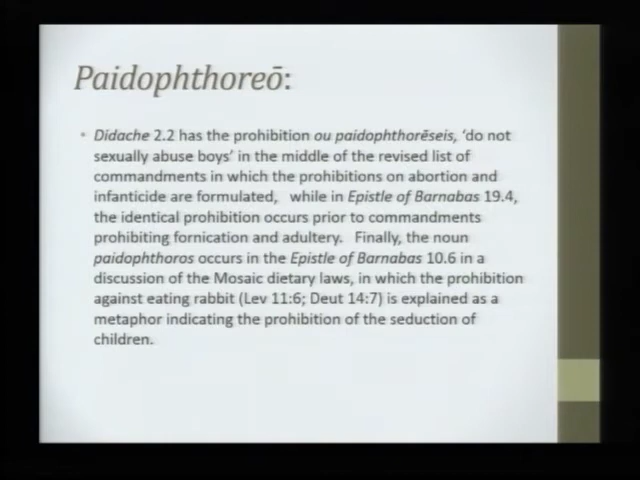 Paidophthoreō:
• Didache 2.2 has the prohibition ou paidophthorēseis, 'do not
sexually abuse boys' in the middle of the revised list of
commandments in which the prohibitions on abortion and
infanticide are formulated,   while in Epistle of Barnabas 19.4,
the identical prohibition occurs prior to commandments
prohibiting fornication and adultery.   Finally, the noun
paidophthoros occurs in the Epistle of Barnabas 10.6 in a
discussion of the Mosaic dietary laws, in which the prohibition
against eating rabbit (Lev 11:6; Deut 14:7) is explained as a
metaphor indicating the prohibition of the seduction of
children.